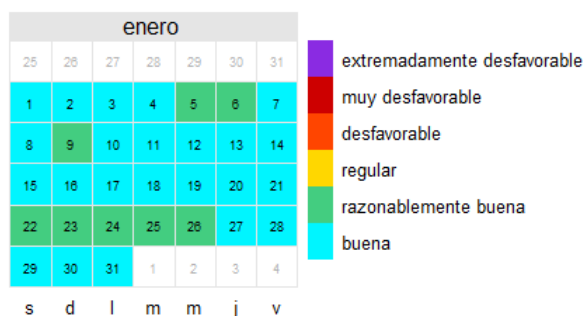 enero
25 26 27 28 29 30 31
1 2 3 4 5 6 7
8 9 10 11 12 13 14
15 16 17 18 19 20 21
22 23 24 25 26 27 28
29 30 31 1 2 3 4
s d l m m j v
extremadamente desfavorable
muy desfavorable
desfavorable
regular
razonablemente buena
buena